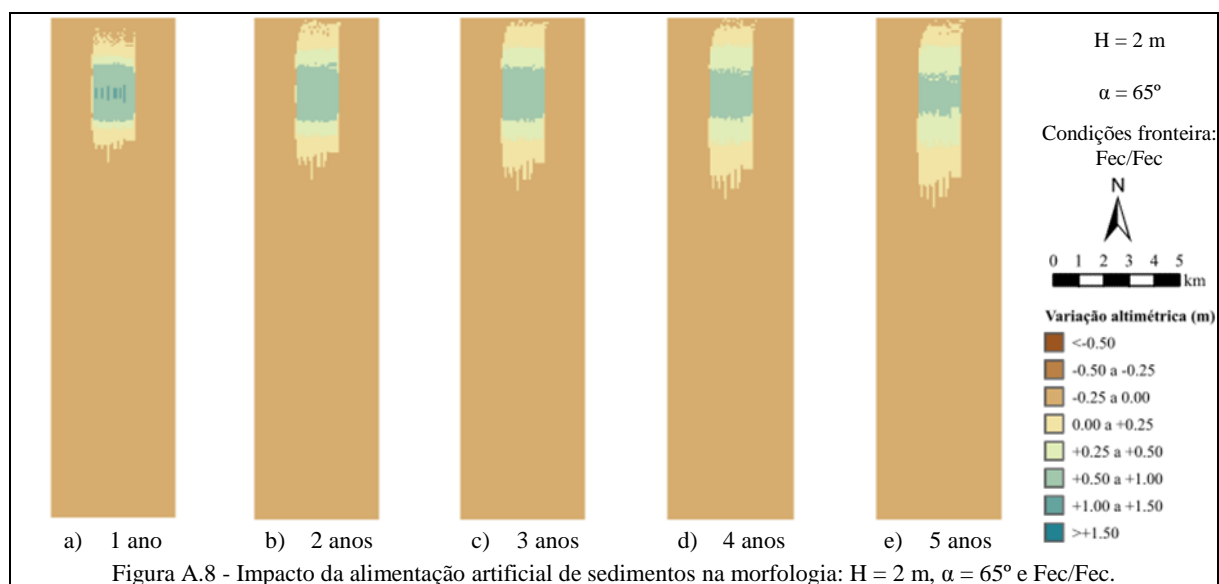 H = 2 m
α = 65º
Condições fronteira:
Fec/Fec
N
0 1 2 3 4 5
km
Variação altimétrica (m)
<-0.50
-0.50 a -0.25
-0.25 a 0.00
0.00 a +0.25
+0.25 a +0.50
+0.50 a +1.00
+1.00 a +1.50
>+1.50
a) 1 ano
b) 2 anos
c) 3 anos
d) 4 anos
e) 5 anos
Figura A.8 - Impacto da alimentação artificial de sedimentos na morfologia: H = 2 m, α = 65º e Fec/Fec.